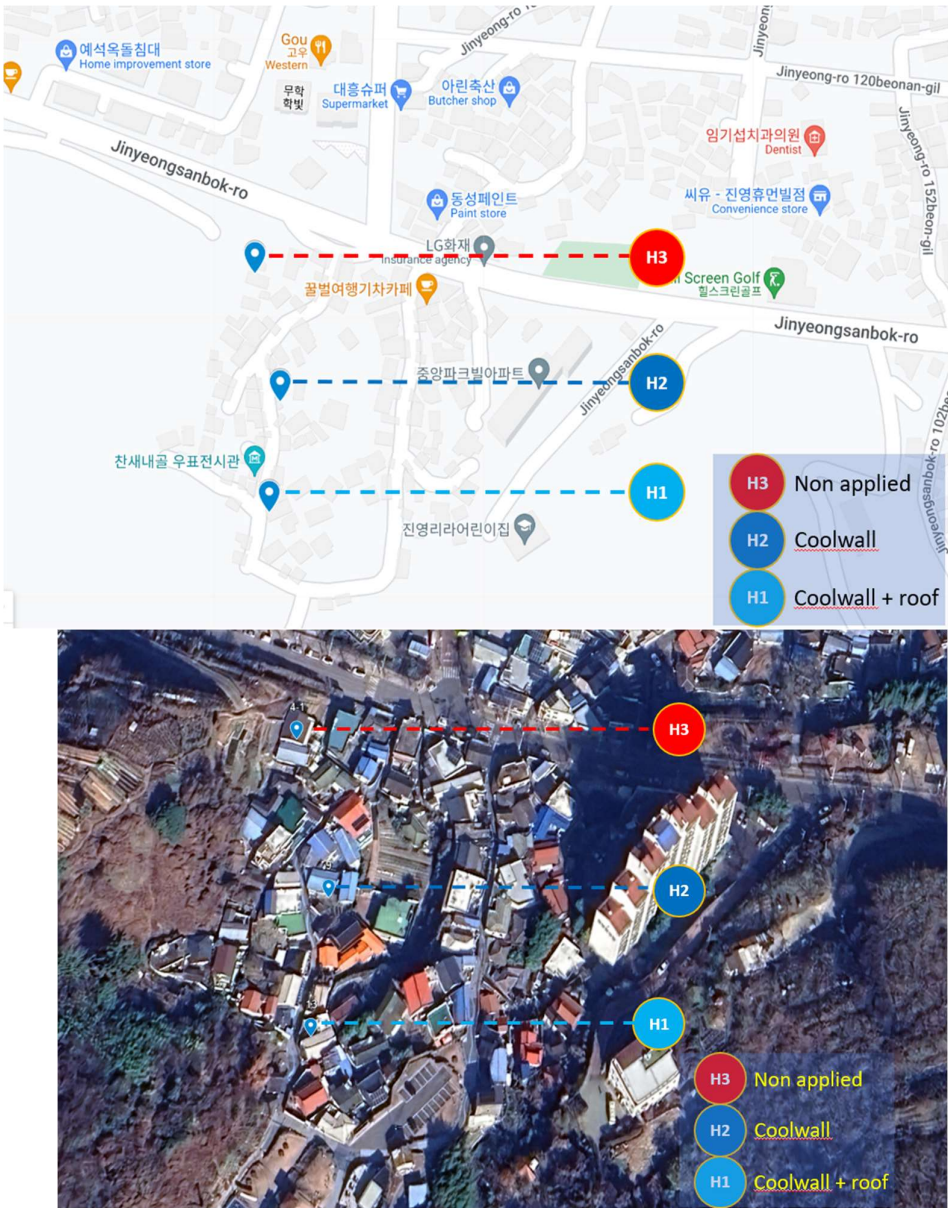 예석옥돌침대
Home improvement store
Gou
고우
Western
무학
학빛
대흥슈퍼
Supermarket
아린축산
Butcher shop
Jinyeong-ro
Jinyeong-ro 120beonan-gil
임기섭치과의원
Dentist
Jinyeongsanbok-ro
동성페인트
Paint store
씨유 - 진영휴먼빌점
Convenience store
LG화재
Insurance agency
H3
Screen Golf
힐스크린골프
꿀벌여행기차카페
Jinyeongsanbok-ro
Jinyeongsanbok-ro
중앙파크빌아파트
H2
찬새내골 우표전시관
H1
진영리라어린이집
H3 Non applied
H2 Coolwall
H1 Coolwall + roof
4-1
H3
H2
H1
H3 Non applied
H2 Coolwall
H1 Coolwall + roof